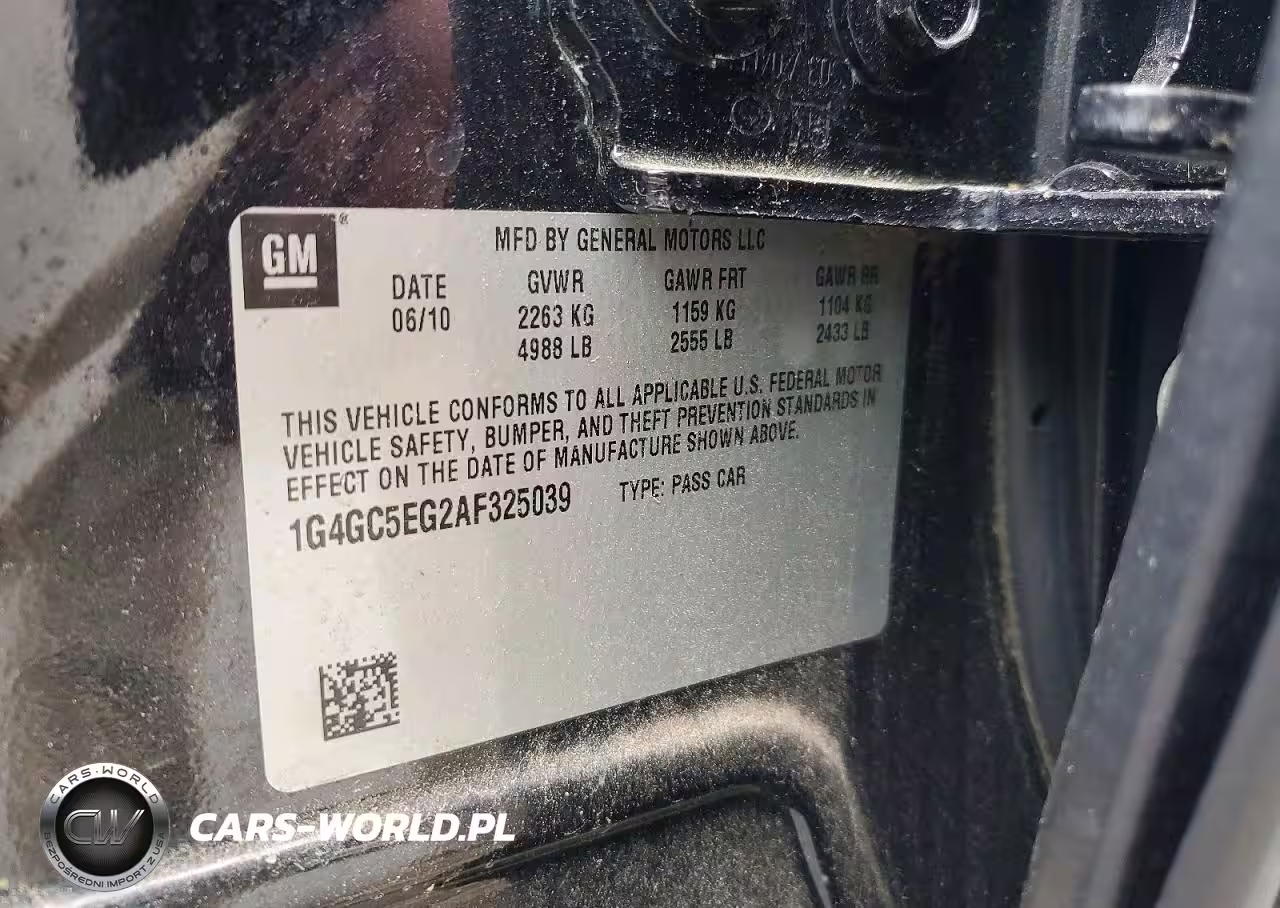 GM®
MFD BY GENERAL MOTORS LLC
DATE GVWR GAWR FRT GAWR RR
06/10 2263 KG 1159 KG 1104 KG
4988 LB 2555 LB 2433 LB
THIS VEHICLE CONFORMS TO ALL APPLICABLE U.S. FEDERAL MOTOR
VEHICLE SAFETY, BUMPER, AND THEFT PREVENTION STANDARDS IN
EFFECT ON THE DATE OF MANUFACTURE SHOWN ABOVE.
1G4GC5EG2AF325039 TYPE: PASS CAR
CARS-WORLD
CW
BEZPOŚREDNI IMPORT Z USA
CARS-WORLD.PL